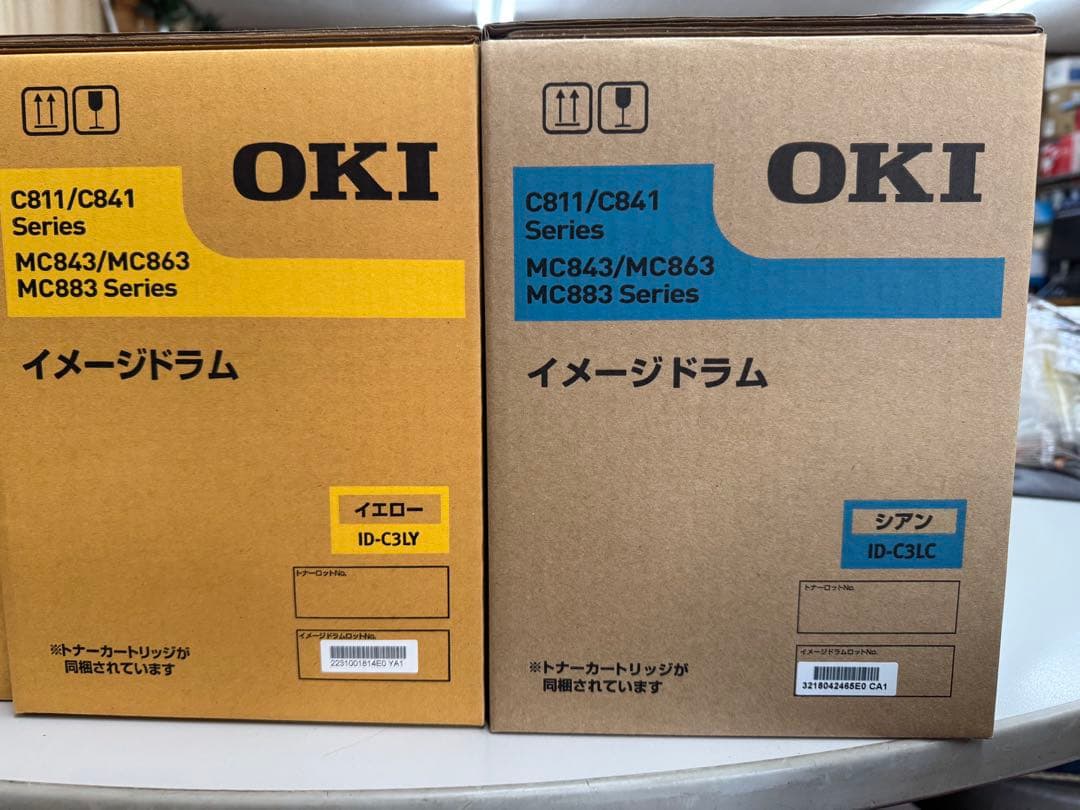 OKI
C811/C841
Series
MC843/MC863
MC883 Series
イメージドラム
イエロー
ID-C3LY
トナーロットNo.
イメージドラムロットNo.
2231001814E0 YA1
※トナーカートリッジが
同梱されています
OKI
C811/C841
Series
MC843/MC863
MC883 Series
イメージドラム
シアン
ID-C3LC
トナーロットNo.
イメージドラムロットNo.
3218042465E0 CA1
※トナーカートリッジが
同梱されています